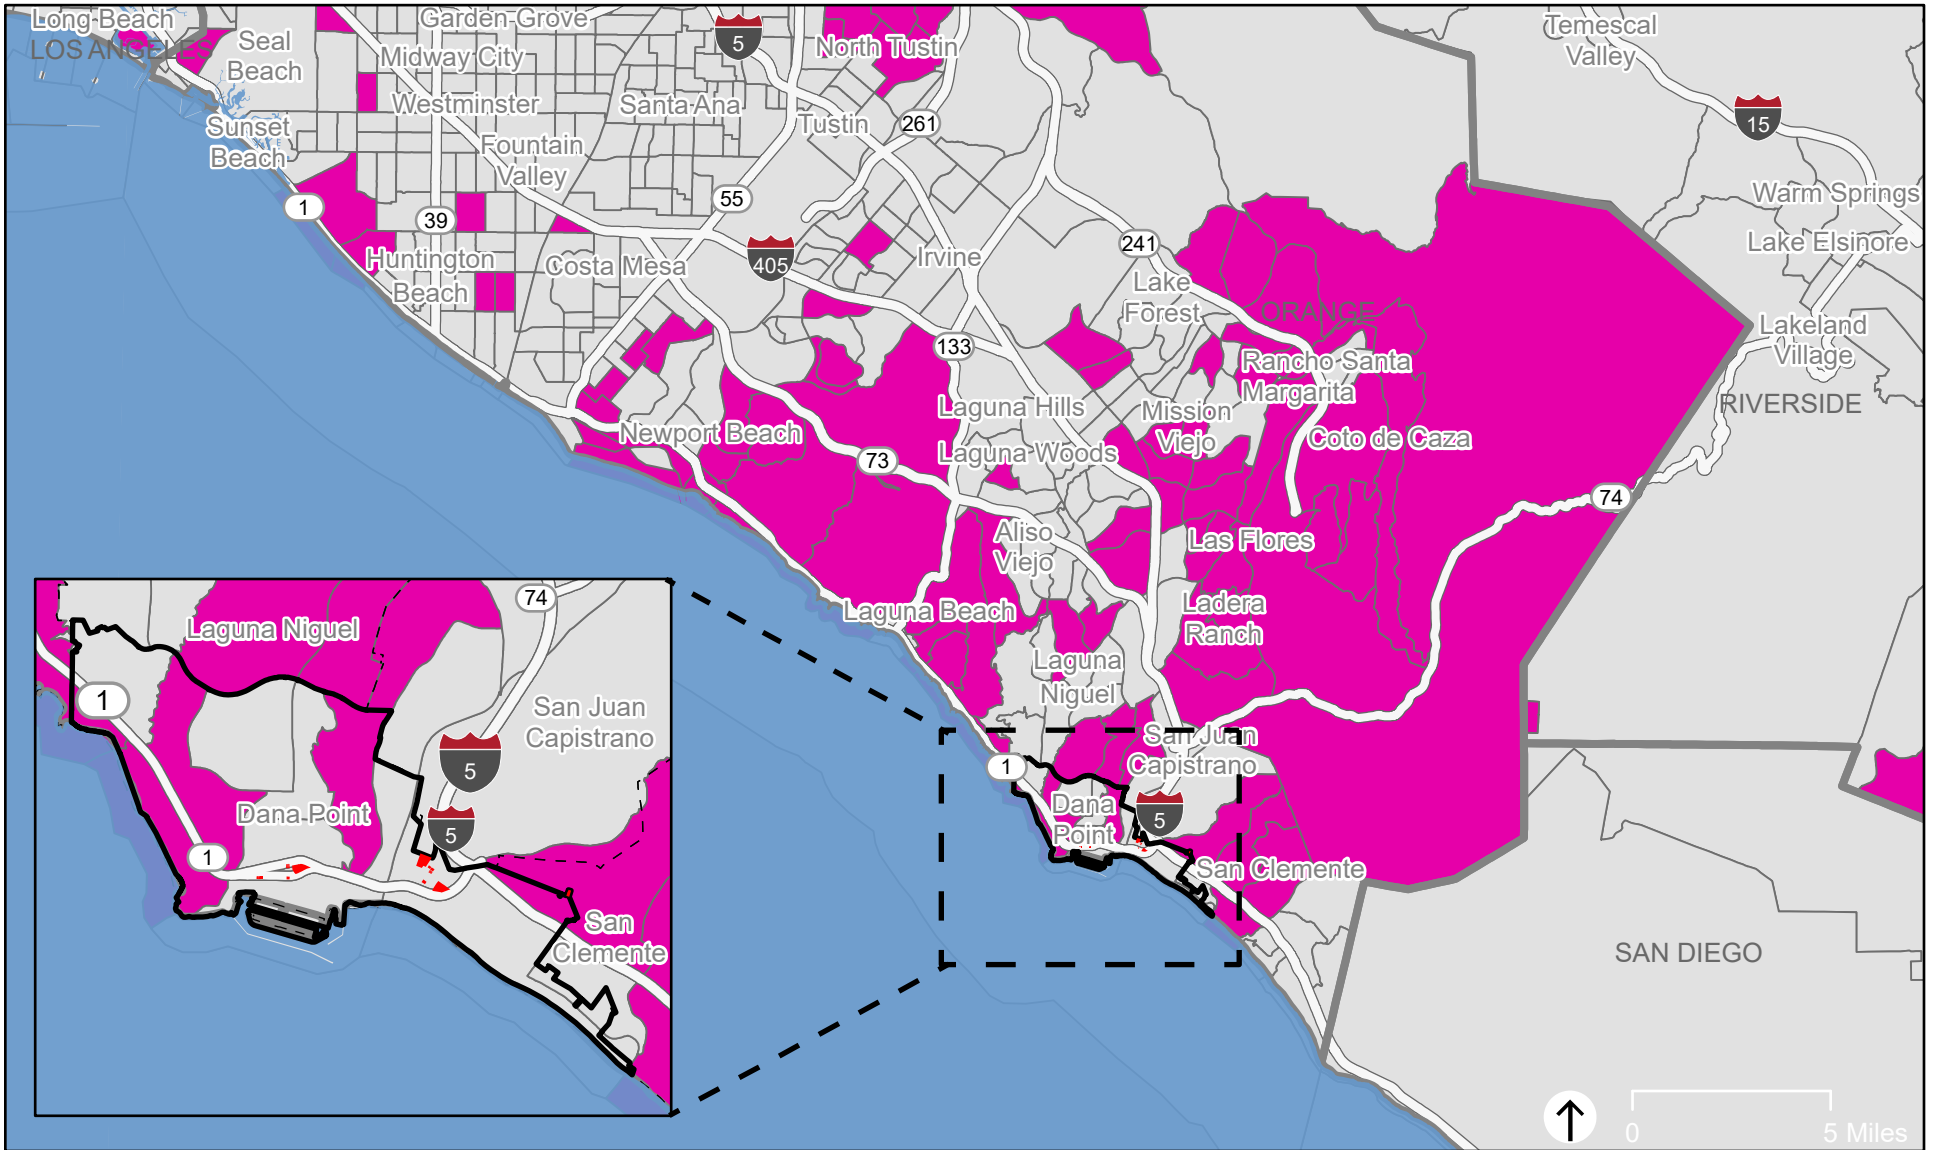 Long Beach
LOS ANGELES
Seal
Beach
Garden Grove
Midway City
5
North Tustin
Temescal
Valley
Westminster
Santa Ana
Tustin
261
15
Sunset
Beach
Fountain
Valley
1
39
55
Warm Springs
241
Lake Elsinore
Huntington
Beach
Costa Mesa
405
Irvine
Lake
Forest
ORANGE
Lakeland
Village
133
Rancho Santa
Margarita
RIVERSIDE
Laguna Hills
Mission
Viejo
Newport Beach
Laguna Woods
Coto de Caza
73
74
Aliso
Viejo
Las Flores
Laguna Beach
Ladera
Ranch
Laguna
Niguel
San Juan
Capistrano
1
Dana
Point
5
San Clemente
SAN DIEGO
74
Laguna Niguel
1
San Juan
Capistrano
5
Dana Point
5
1
San
Clemente
0
5 Miles